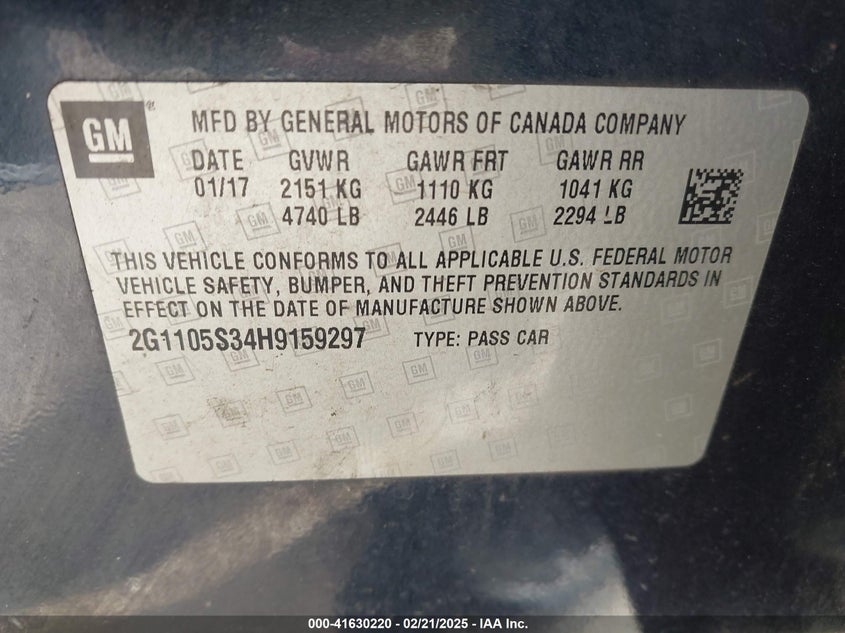 GM
MFD BY GENERAL MOTORS OF CANADA COMPANY
DATE GVWR GAWR FRT GAWR RR
01/17 2151 KG 1110 KG 1041 KG
4740 LB 2446 LB 2294 LB
THIS VEHICLE CONFORMS TO ALL APPLICABLE U.S. FEDERAL MOTOR
VEHICLE SAFETY, BUMPER, AND THEFT PREVENTION STANDARDS IN
EFFECT ON THE DATE OF MANUFACTURE SHOWN ABOVE.
2G1105S34H9159297 TYPE: PASS CAR
000-41630220 - 02/21/2025 - IAA Inc.